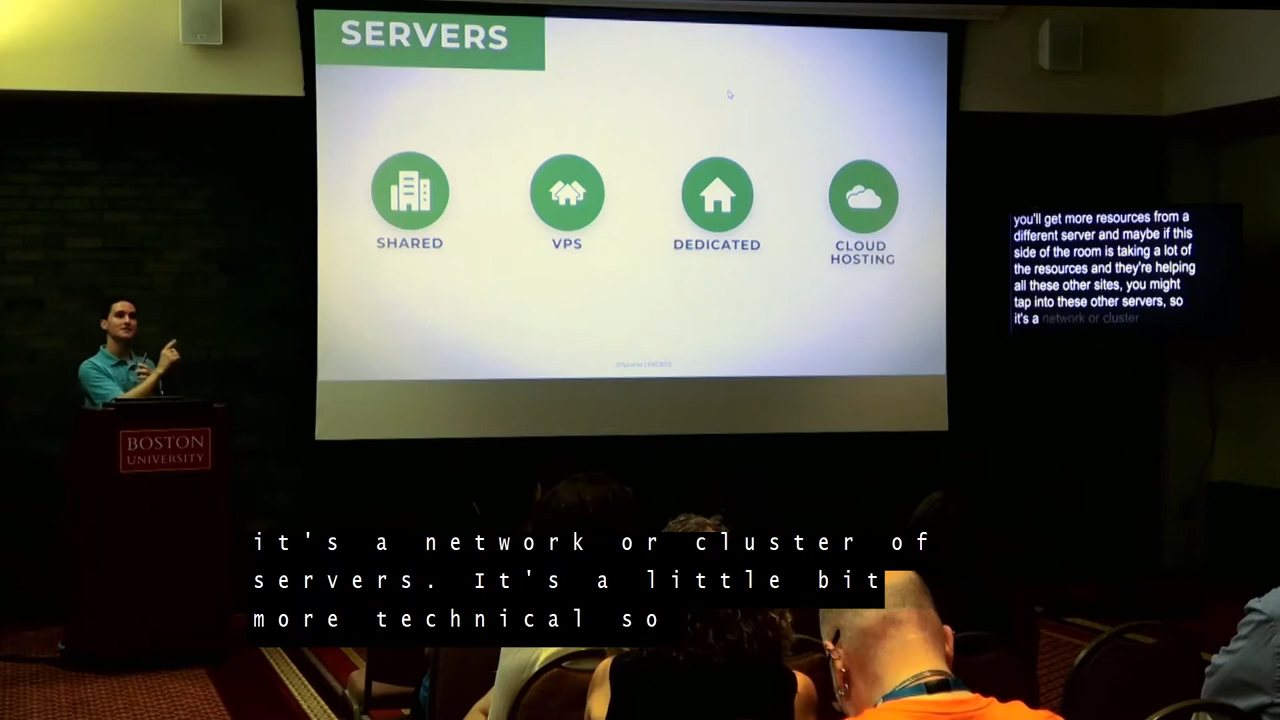 SERVERS
SHARED
VPS
DEDICATED
CLOUD
HOSTING
you'll get more resources from a
different server and maybe if this
side of the room is taking a lot of
the resources and they're helping
all these other sites, you might
tap into these other servers, so
it's a network or cluster
BOSTON
UNIVERSITY
it's a network or cluster of
servers. It's a little bit
more technical so